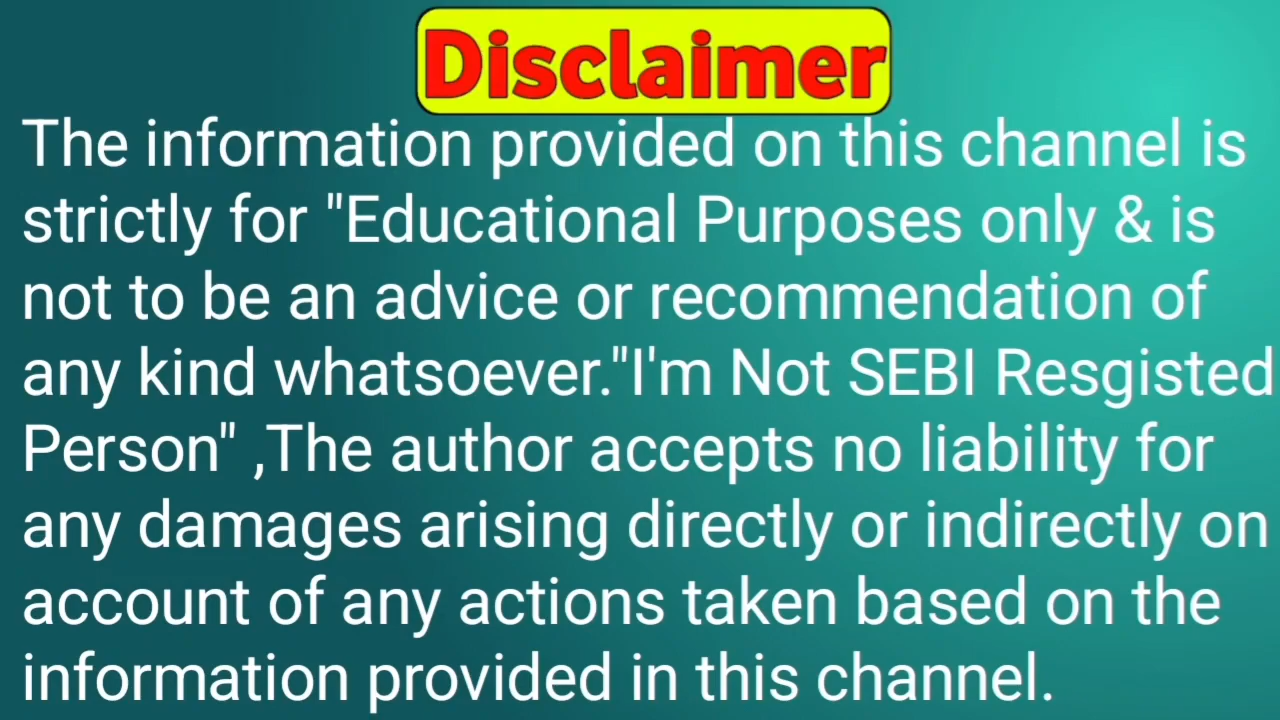 Disclaimer
The information provided on this channel is
strictly for "Educational Purposes only & is
not to be an advice or recommendation of
any kind whatsoever."I'm Not SEBI Resgisted
Person" ,The author accepts no liability for
any damages arising directly or indirectly on
account of any actions taken based on the
information provided in this channel.